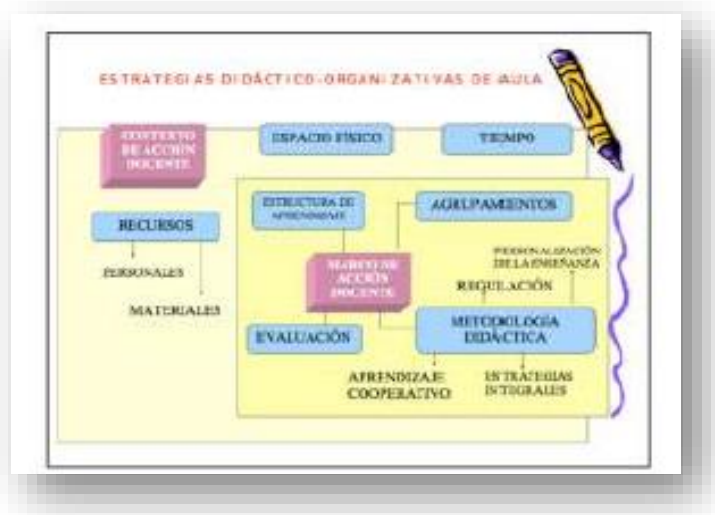 ESTRATEGIAS DIDÁCTICO-ORGANIZATIVAS DE AULA
CONTEXTO
DE ACCIÓN
DOCENTE
ESPACIO FÍSICO
TIEMPO
RECURSOS
PERSONALES
MATERIALES
ESTRUCTURA DE
APRENDIZAJE
AGRUPAMIENTOS
MARCO DE
ACCIÓN
DOCENTE
PERSONALIZACIÓN
DE LA ENSEÑANZA
REGULACIÓN
EVALUACIÓN
METODOLOGÍA
DIDÁCTICA
APRENDIZAJE
COOPERATIVO
ESTRATEGIAS
INTEGRALES